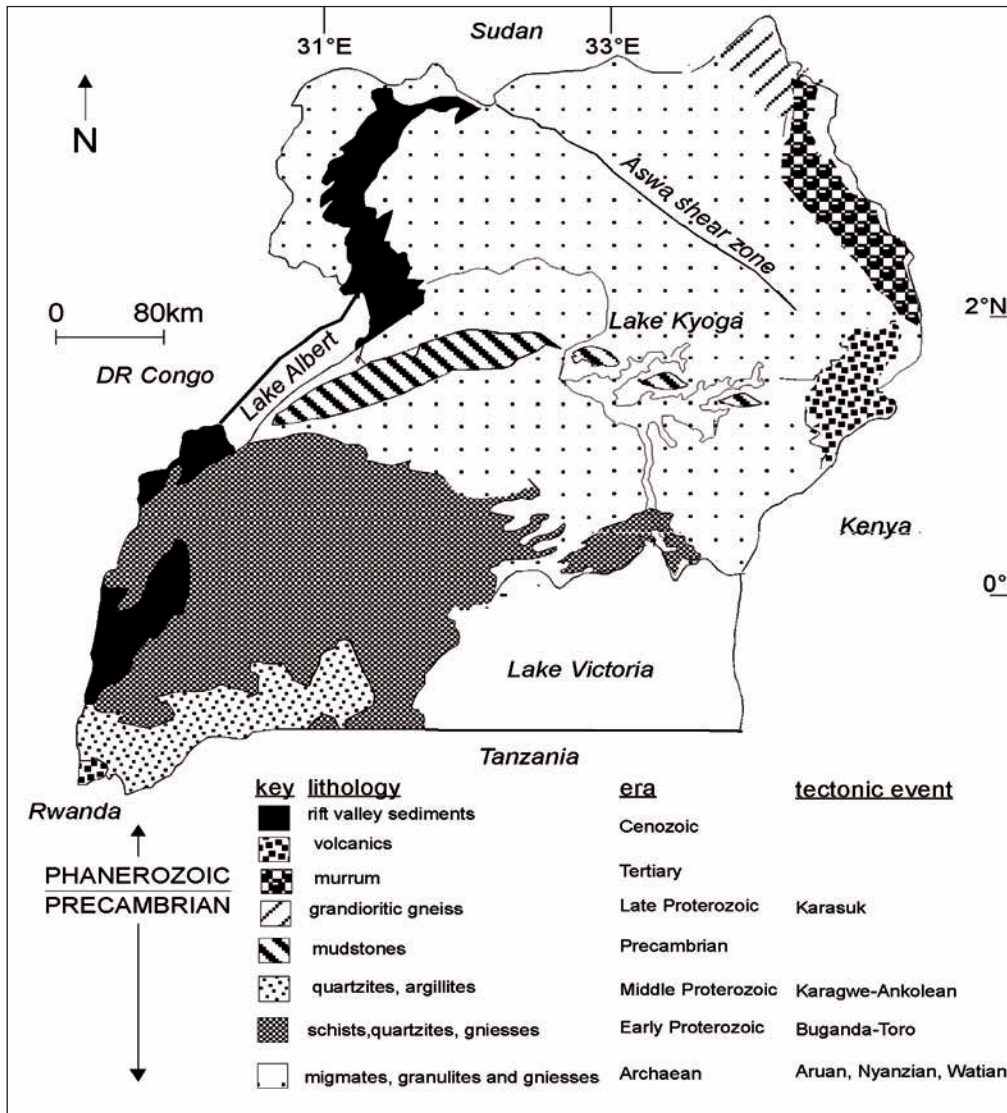 Sudan
31°E
33°E
N
Aswa shear zone
0 80km
2°N
Lake Kyoga
DR Congo
Lake Albert
Kenya
0°
Lake Victoria
Tanzania
Rwanda
PHANEROZOIC
PRECAMBRIAN
key lithology era tectonic event
rift valley sediments Cenozoic
volcanics
murrum Tertiary
grandioritic gneiss Late Proterozoic Karasuk
mudstones Precambrian
quartzites, argillites Middle Proterozoic Karagwe-Ankolean
schists,quartzites, gniesses Early Proterozoic Buganda-Toro
migmates, granulites and gniesses Archaean Aruan, Nyanzian, Watian